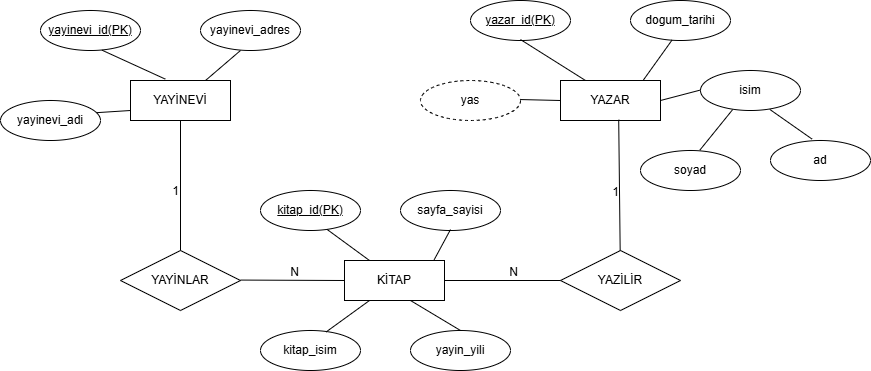 yayinevi_id(PK)
yayinevi_adres
yazar_id(PK)
dogum_tarihi
YAYİNEVİ
yas
YAZAR
isim
yayinevi_adi
soyad
ad
1
1
kitap_id(PK)
sayfa_sayisi
YAYİNLAR
N
KİTAP
N
YAZİLİR
kitap_isim
yayin_yili